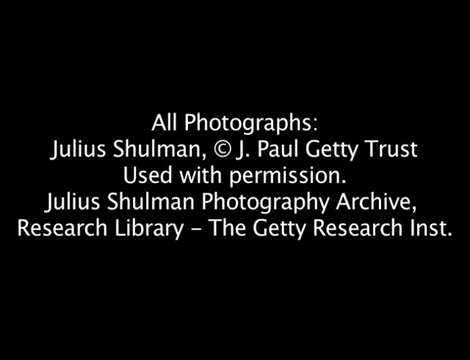 All Photographs:
Julius Shulman, © J. Paul Getty Trust
Used with permission.
Julius Shulman Photography Archive,
Research Library – The Getty Research Inst.